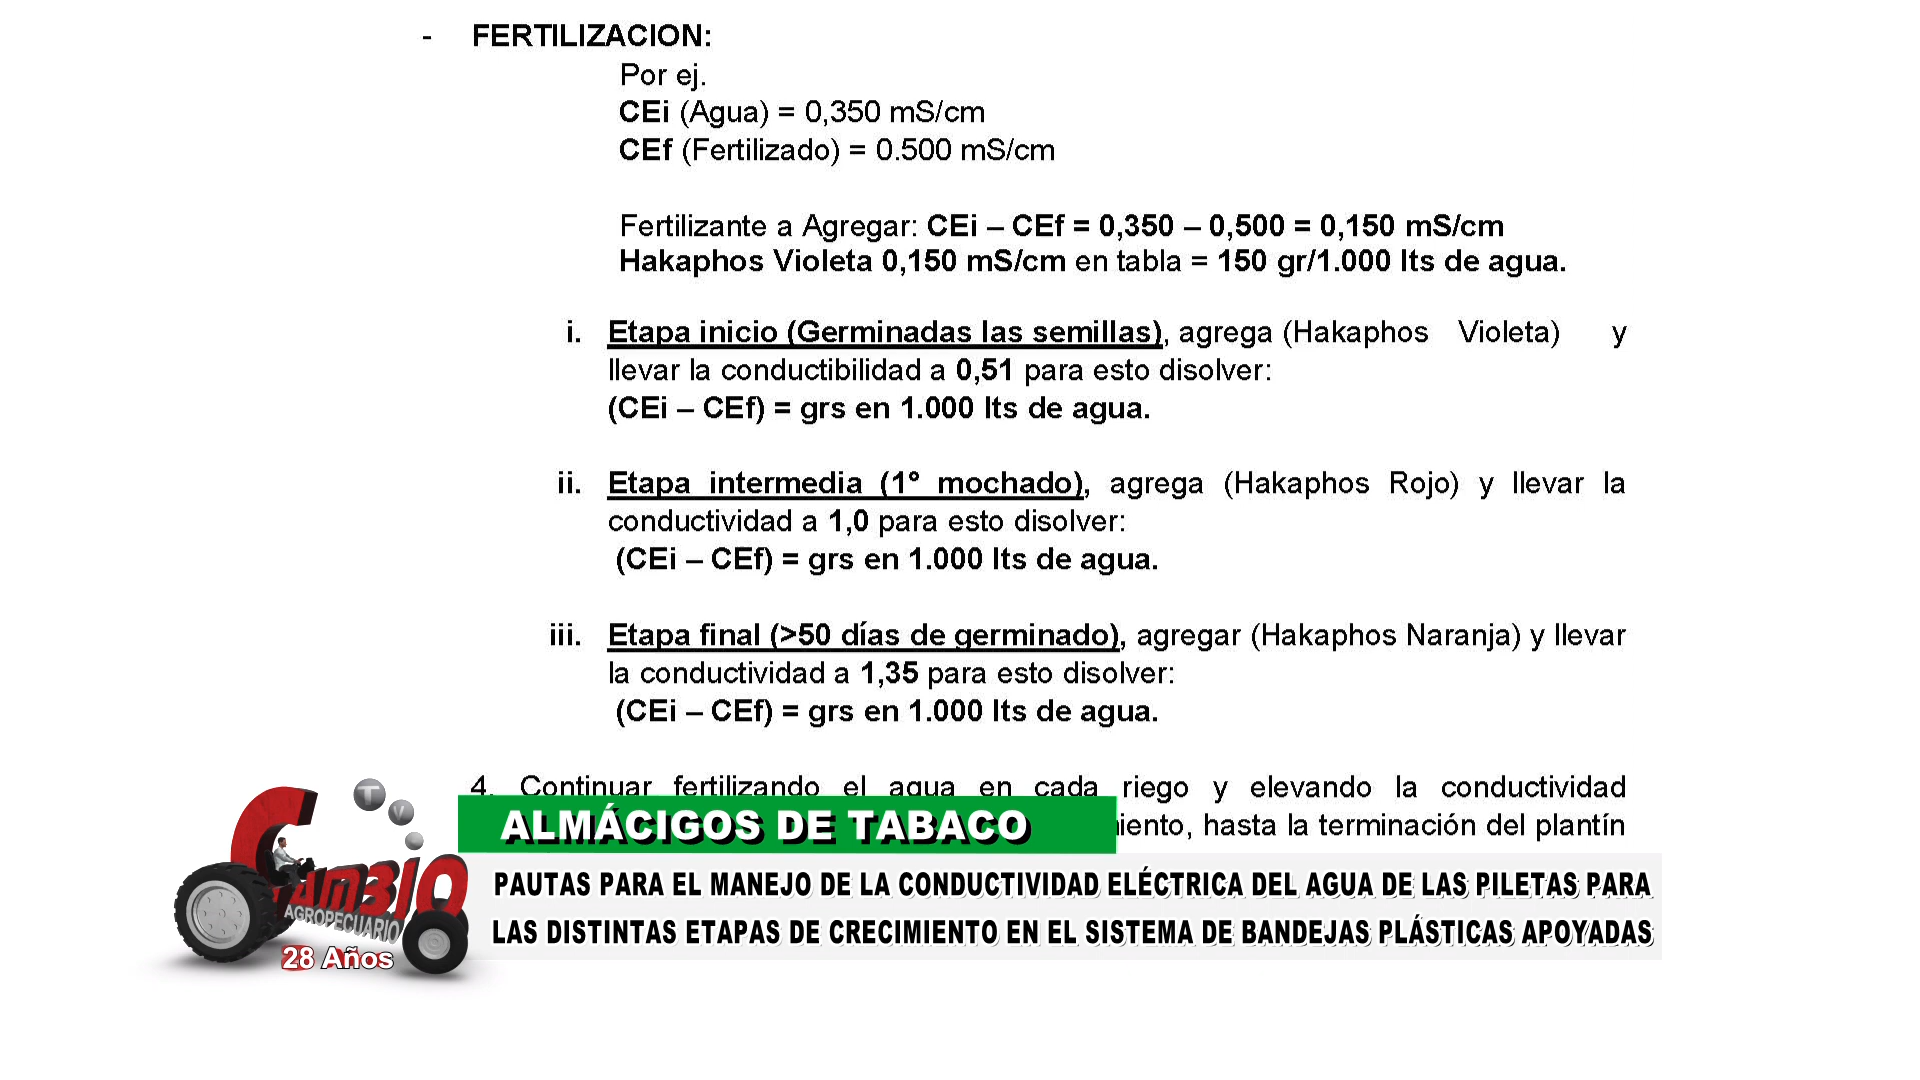 - FERTILIZACION:
Por ej.
CEi (Agua) = 0,350 mS/cm
CEf (Fertilizado) = 0.500 mS/cm
Fertilizante a Agregar: CEi – CEf = 0,350 – 0,500 = 0,150 mS/cm
Hakaphos Violeta 0,150 mS/cm en tabla = 150 gr/1.000 lts de agua.
i. Etapa inicio (Germinadas las semillas), agrega (Hakaphos Violeta) y
llevar la conductibilidad a 0,51 para esto disolver:
(CEi – CEf) = grs en 1.000 lts de agua.
ii. Etapa intermedia (1° mochado), agrega (Hakaphos Rojo) y llevar la
conductividad a 1,0 para esto disolver:
(CEi – CEf) = grs en 1.000 lts de agua.
iii. Etapa final (>50 días de germinado), agregar (Hakaphos Naranja) y llevar
la conductividad a 1,35 para esto disolver:
(CEi – CEf) = grs en 1.000 lts de agua.
4. Continuar fertilizando el agua en cada riego y elevando la conductividad
hasta la terminación del plantín
ALMÁCIGOS DE TABACO
PAUTAS PARA EL MANEJO DE LA CONDUCTIVIDAD ELÉCTRICA DEL AGUA DE LAS PILETAS PARA
LAS DISTINTAS ETAPAS DE CRECIMIENTO EN EL SISTEMA DE BANDEJAS PLÁSTICAS APOYADAS
TV
CAMBIO
AGROPECUARIO
28 Años